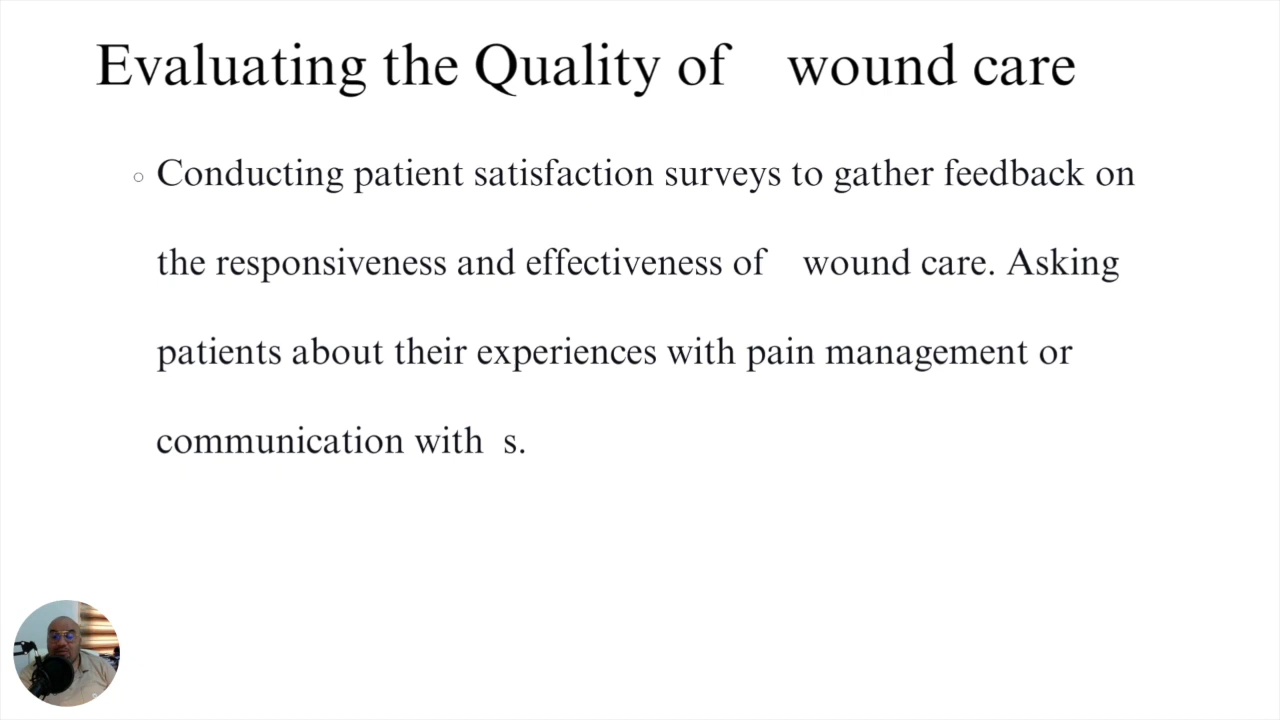 Evaluating the Quality of wound care
Conducting patient satisfaction surveys to gather feedback on
the responsiveness and effectiveness of wound care. Asking
patients about their experiences with pain management or
communication with s.